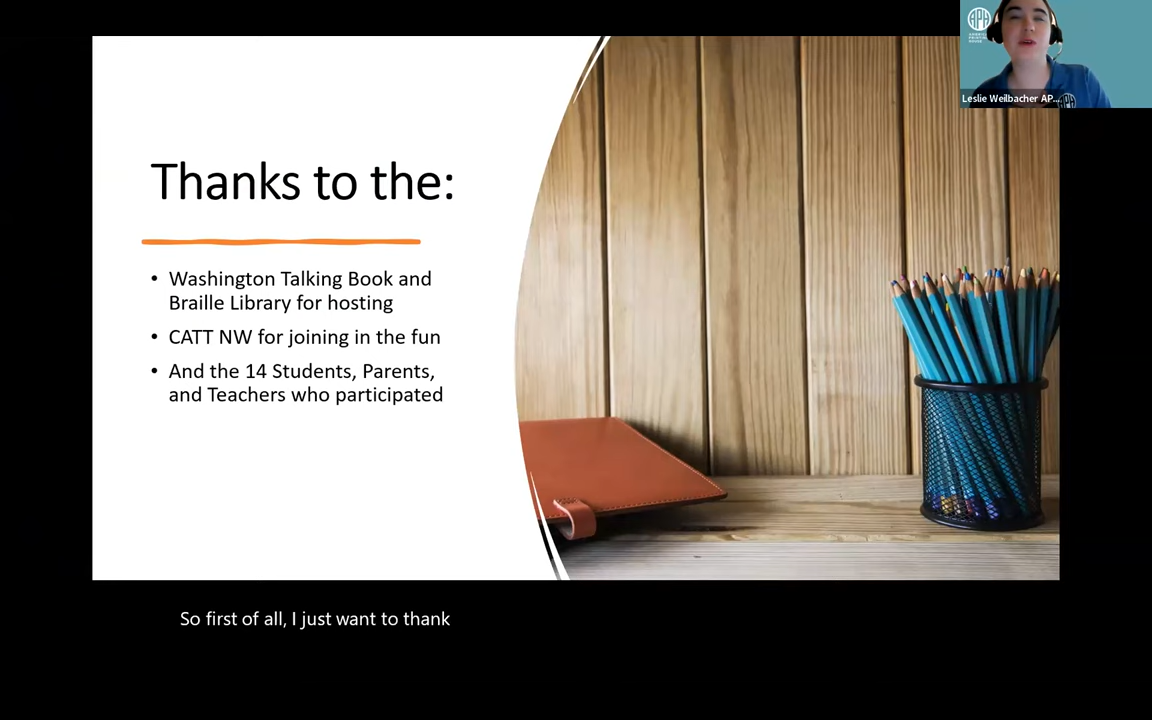 APH
Leslie Weilbacher AP...
Thanks to the:
• Washington Talking Book and
Braille Library for hosting
• CATT NW for joining in the fun
• And the 14 Students, Parents,
and Teachers who participated
So first of all, I just want to thank